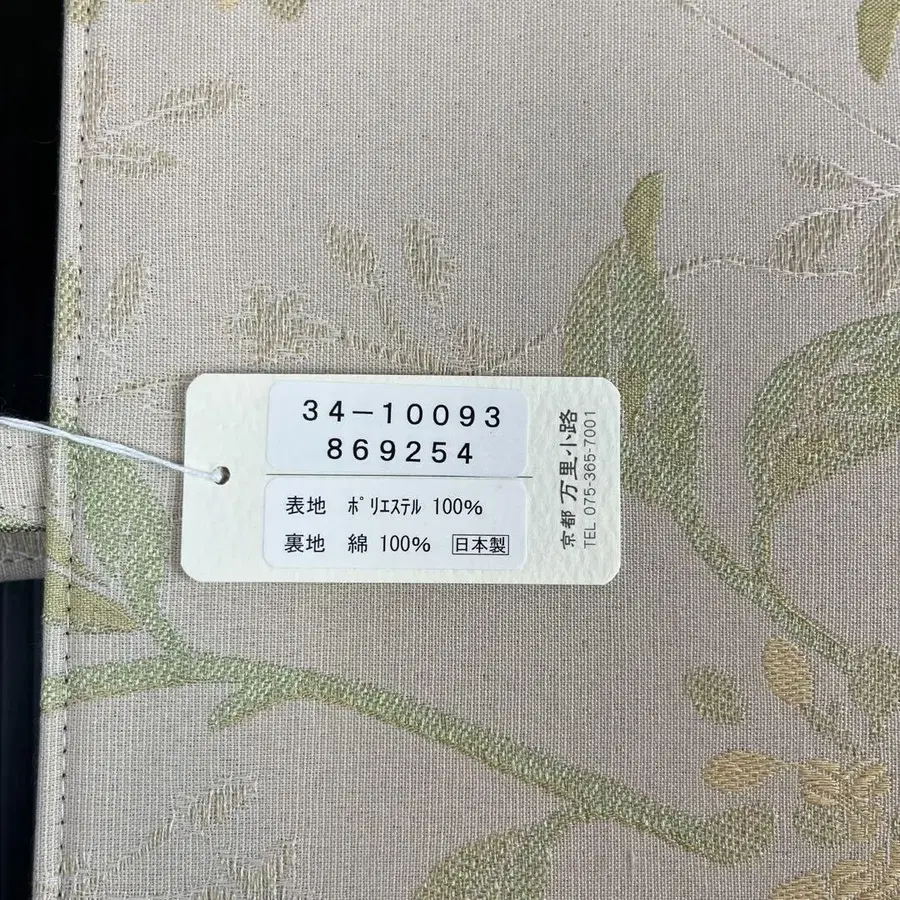 34-10093
869254
表地 ﾎﾟﾘｴｽﾃﾙ 100%
裏地 綿 100% 日本製
京都 万里小路
TEL 075-365-7001